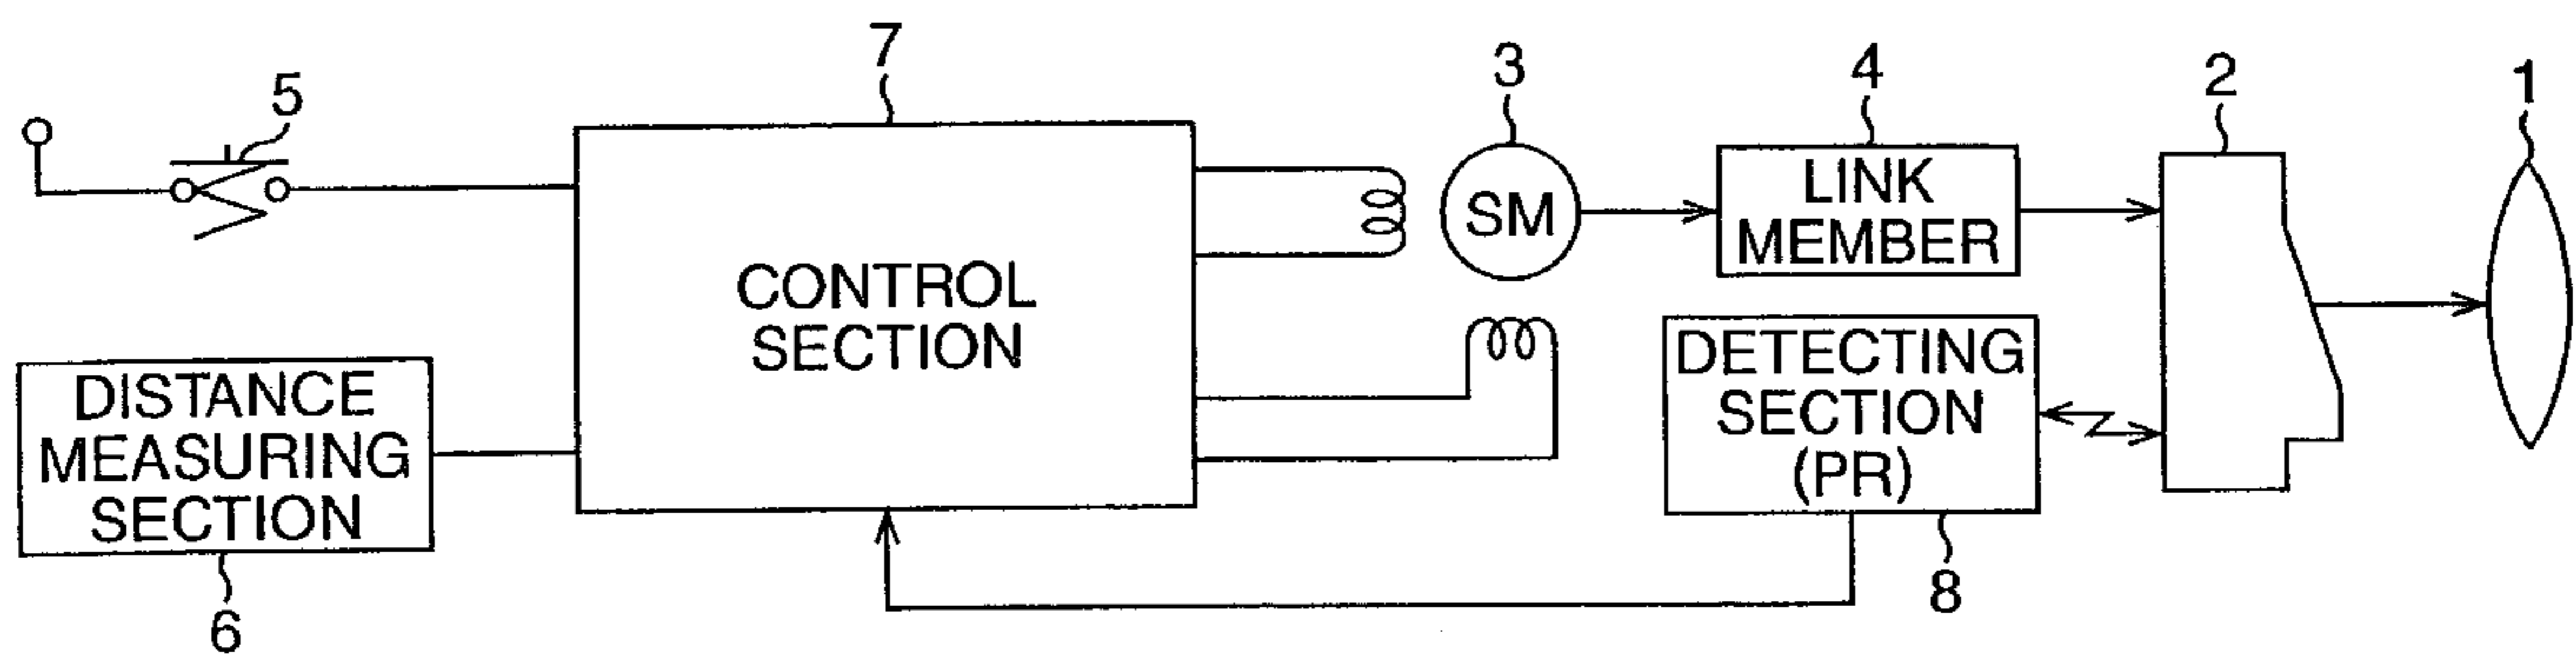 7
3
4
2
1
5
LINK
MEMBER
SM
CONTROL
SECTION
DETECTING
SECTION
(PR)
DISTANCE
MEASURING
SECTION
8
6